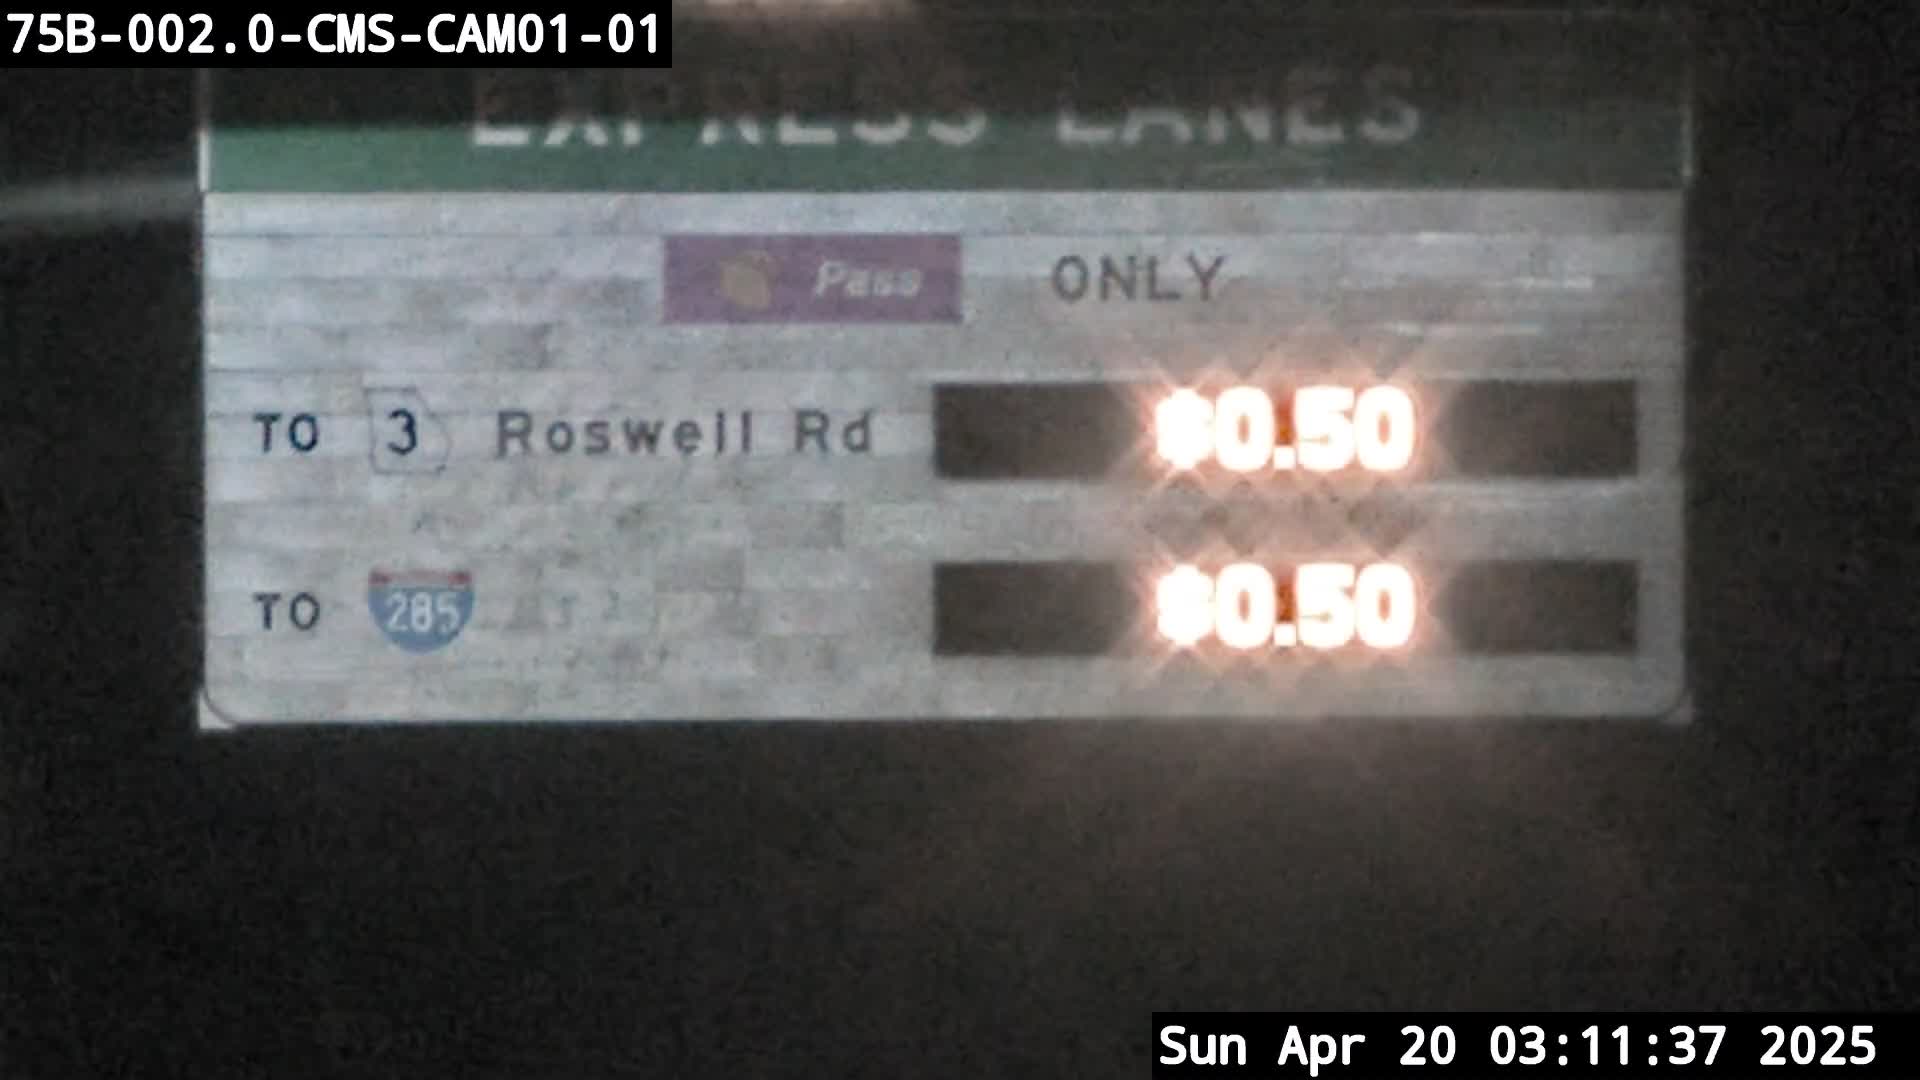 75B-002.0-CMS-CAM01-01
EXPRESS LANES
Pass ONLY
TO 3 Roswell Rd $0.50
TO 285 $0.50
Sun Apr 20 03:11:37 2025